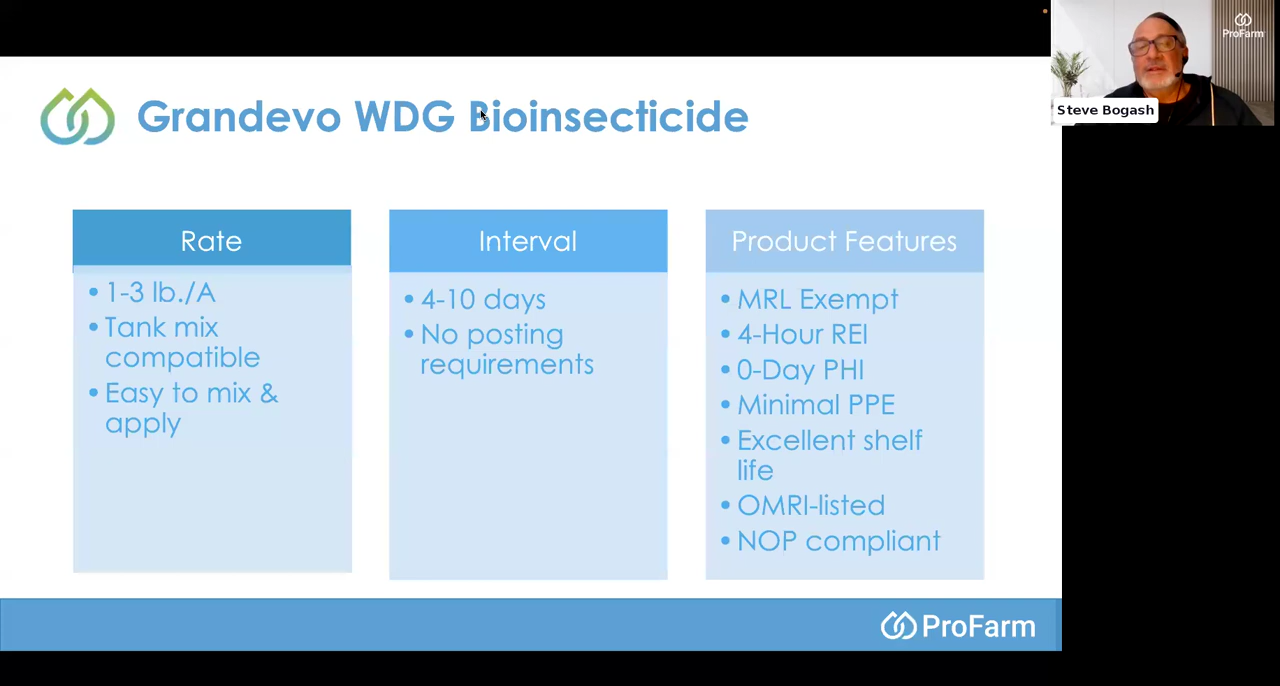 Grandevo WDG Bioinsecticide
Rate
• 1-3 lb./A
• Tank mix
compatible
• Easy to mix &
apply
Interval
• 4-10 days
• No posting
requirements
Product Features
• MRL Exempt
• 4-Hour REI
• 0-Day PHI
• Minimal PPE
• Excellent shelf
life
• OMRI-listed
• NOP compliant
ProFarm
ProFarm
Steve Bogash